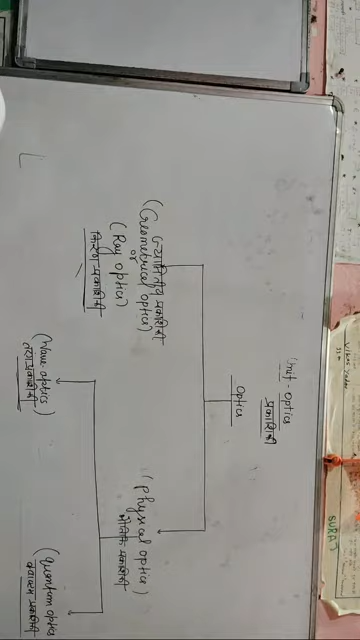 Unit-Optics
प्रकाशिकी
Optics
ज्यामितीय प्रकाशिकी
(Geometrical optics)
or
(Ray optics)
किरण प्रकाशिकी
(Physical optics)
भौतिक प्रकाशिकी
(Wave optics)
तरंग प्रकाशिकी
(Quantum optics)
क्वाण्टम प्रकाशिकी
SURAJ